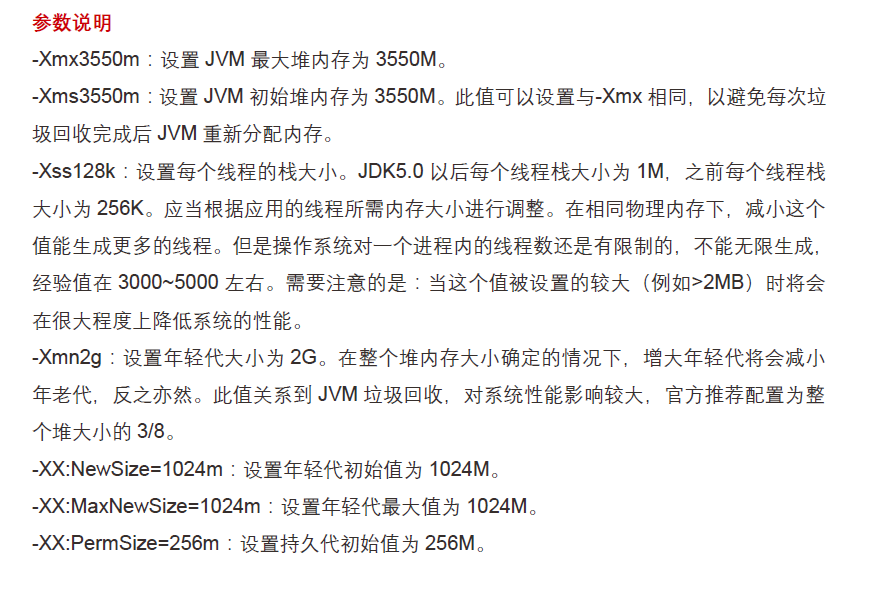 参数说明
-Xmx3550m：设置 JVM 最大堆内存为 3550M。
-Xms3550m：设置 JVM 初始堆内存为 3550M。此值可以设置与-Xmx 相同，以避免每次垃
圾回收完成后 JVM 重新分配内存。
-Xss128k：设置每个线程的栈大小。JDK5.0 以后每个线程栈大小为 1M，之前每个线程栈
大小为 256K。应当根据应用的线程所需内存大小进行调整。在相同物理内存下，减小这个
值能生成更多的线程。但是操作系统对一个进程内的线程数还是有限制的，不能无限生成，
经验值在 3000~5000 左右。需要注意的是：当这个值被设置的较大（例如>2MB）时将会
在很大程度上降低系统的性能。
-Xmn2g：设置年轻代大小为 2G。在整个堆内存大小确定的情况下，增大年轻代将会减小
年老代，反之亦然。此值关系到 JVM 垃圾回收，对系统性能影响较大，官方推荐配置为整
个堆大小的 3/8。
-XX:NewSize=1024m：设置年轻代初始值为 1024M。
-XX:MaxNewSize=1024m：设置年轻代最大值为 1024M。
-XX:PermSize=256m：设置持久代初始值为 256M。